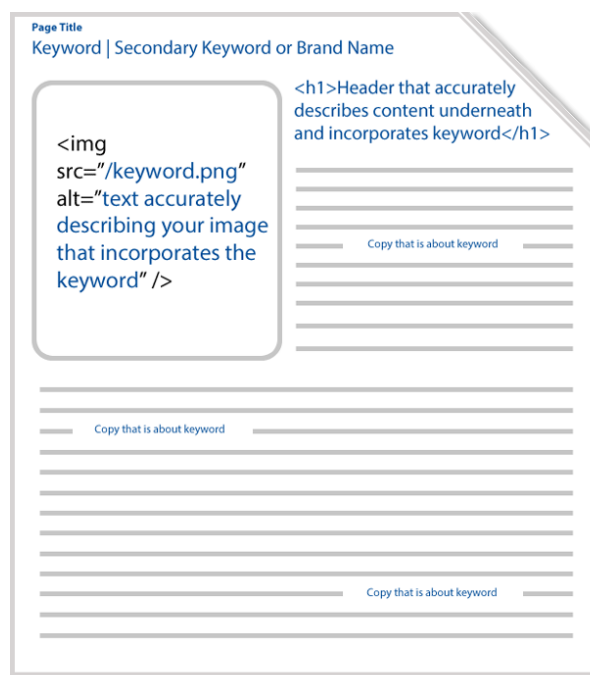 Page Title
Keyword | Secondary Keyword or Brand Name
<img
src="/keyword.png"
alt="text accurately
describing your image
that incorporates the
keyword" />
<h1>Header that accurately
describes content underneath
and incorporates keyword</h1>
Copy that is about keyword
Copy that is about keyword
Copy that is about keyword